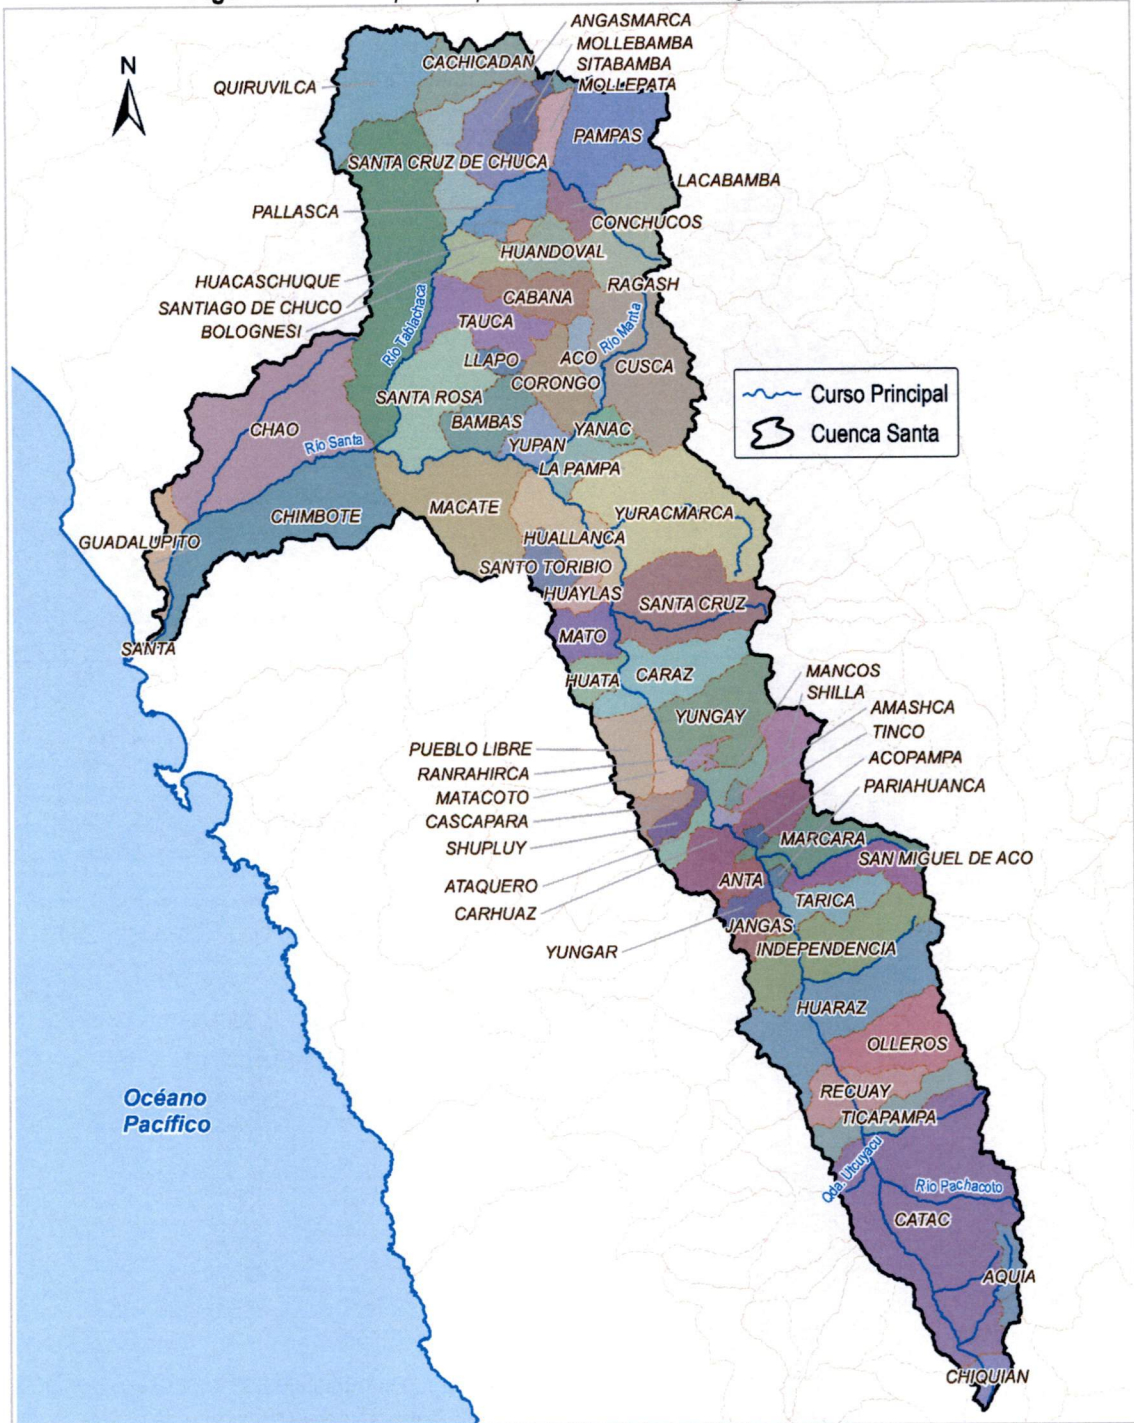 ANGASMARCA
MOLLEBAMBA
SITABAMBA
MOLLEPATA
CACHICADAN
N
QUIRUVILCA
PAMPAS
SANTA CRUZ DE CHUCA
LACABAMBA
PALLASCA
CONCHUCOS
HUANDOVAL
HUACASCHUQUE
RAGASH
SANTIAGO DE CHUCO
CABANA
BOLOGNESI
TAUCA
Río Tablachaca
Río Manta
LLAPO
ACO
CUSCA
CORONGO
SANTA ROSA
Curso Principal
Cuenca Santa
BAMBAS
YANAC
CHAO
Río Santa
YUPAN
LA PAMPA
MACATE
YURACMARCA
CHIMBOTE
GUADALUPITO
HUALLANCA
SANTO TORIBIO
HUAYLAS
SANTA CRUZ
SANTA
MATO
HUATA
CARAZ
MANCOS
SHILLA
AMASHCA
YUNGAY
TINCO
PUEBLO LIBRE
ACOPAMPA
RANRAHIRCA
PARIAHUANCA
MATACOTO
CASCAPARA
SHUPLUY
MARCARA
SAN MIGUEL DE ACO
ATAQUERO
ANTA
CARHUAZ
TARICA
JANGAS
YUNGAR
INDEPENDENCIA
HUARAZ
OLLEROS
RECUAY
Océano
Pacífico
TICAPAMPA
Qda. Utcuyacu
Río Pachacoto
CATAC
AQUIA
CHIQUIAN